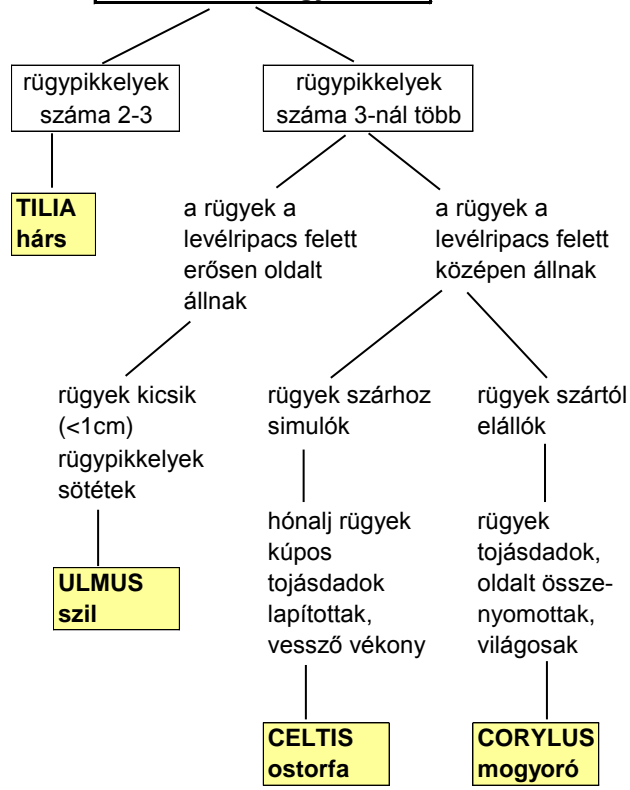 rügypikkelyek
száma 2-3
rügypikkelyek
száma 3-nál több
TILIA
hárs
a rügyek a
levélripacs felett
erősen oldalt
állnak
a rügyek a
levélripacs felett
középen állnak
rügyek kicsik
(<1cm)
rügypikkelyek
sötétek
ULMUS
szil
rügyek szárhoz
simulók
hónalj rügyek
kúpos
tojásdadok
lapítottak,
vessző vékony
CELTIS
ostorfa
rügyek szártól
elállók
rügyek
tojásdadok,
oldalt össze-
nyomottak,
világosak
CORYLUS
mogyoró